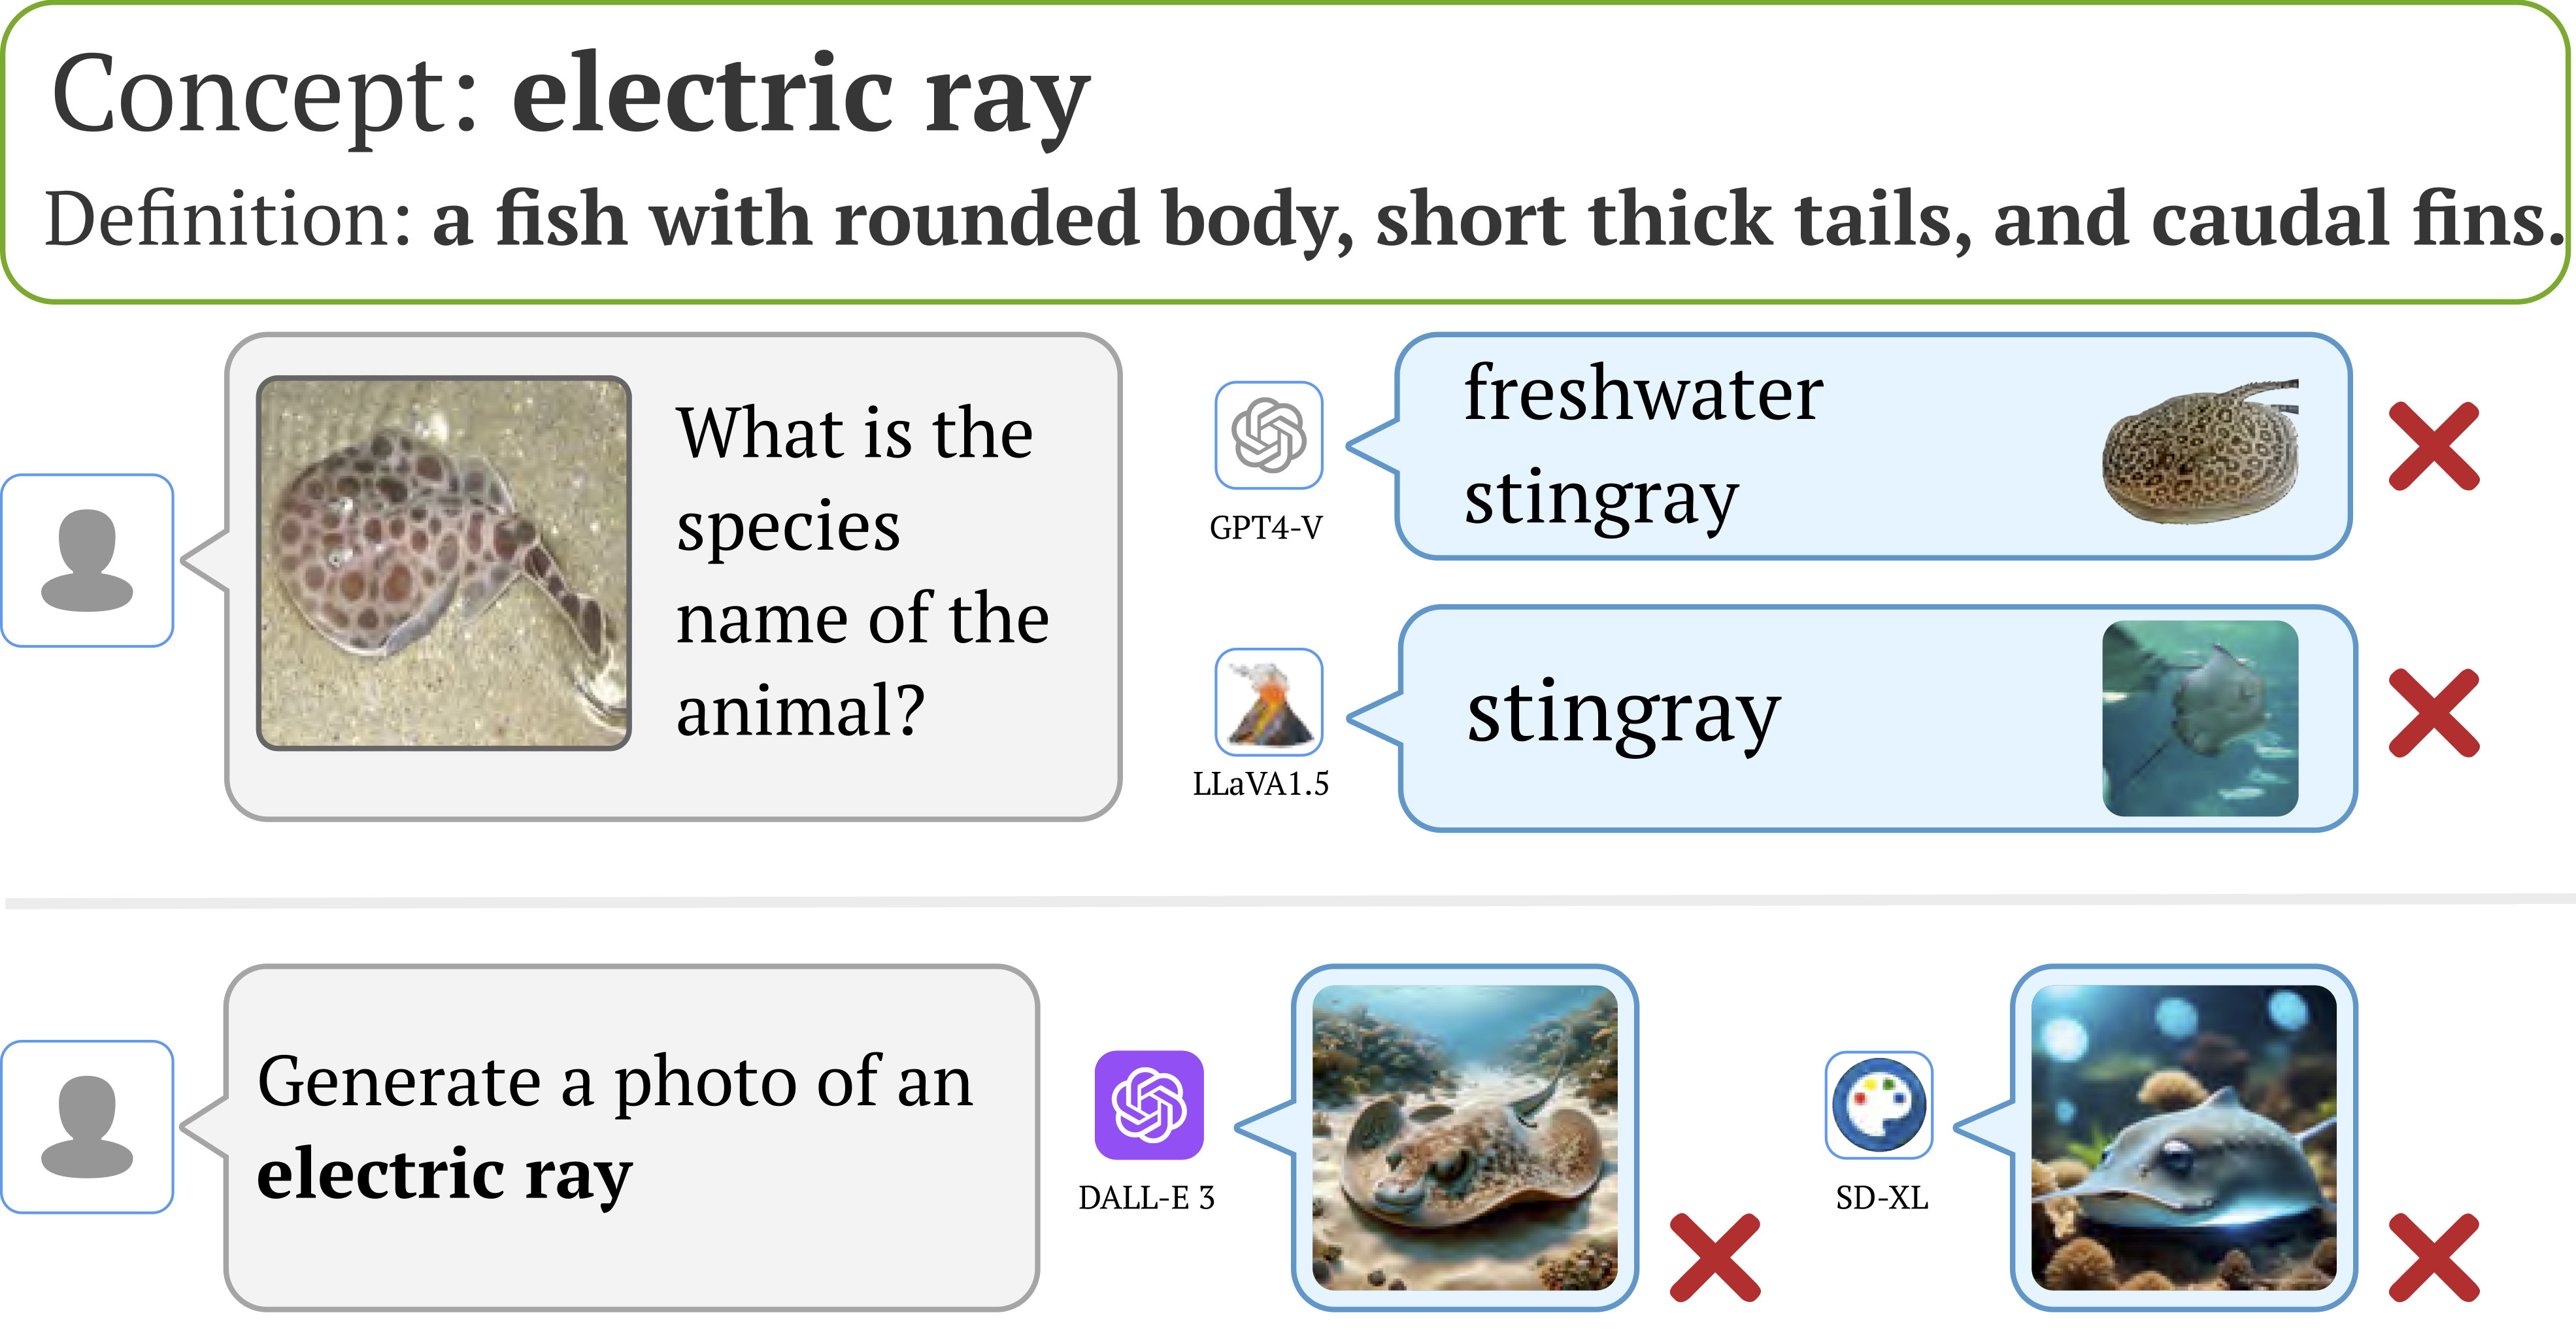 Concept: electric ray
Definition: a fish with rounded body, short thick tails, and caudal fins.
What is the
species
name of the
animal?
GPT4-V
freshwater
stingray
LLaVA1.5
stingray
Generate a photo of an
electric ray
DALL-E 3
SD-XL